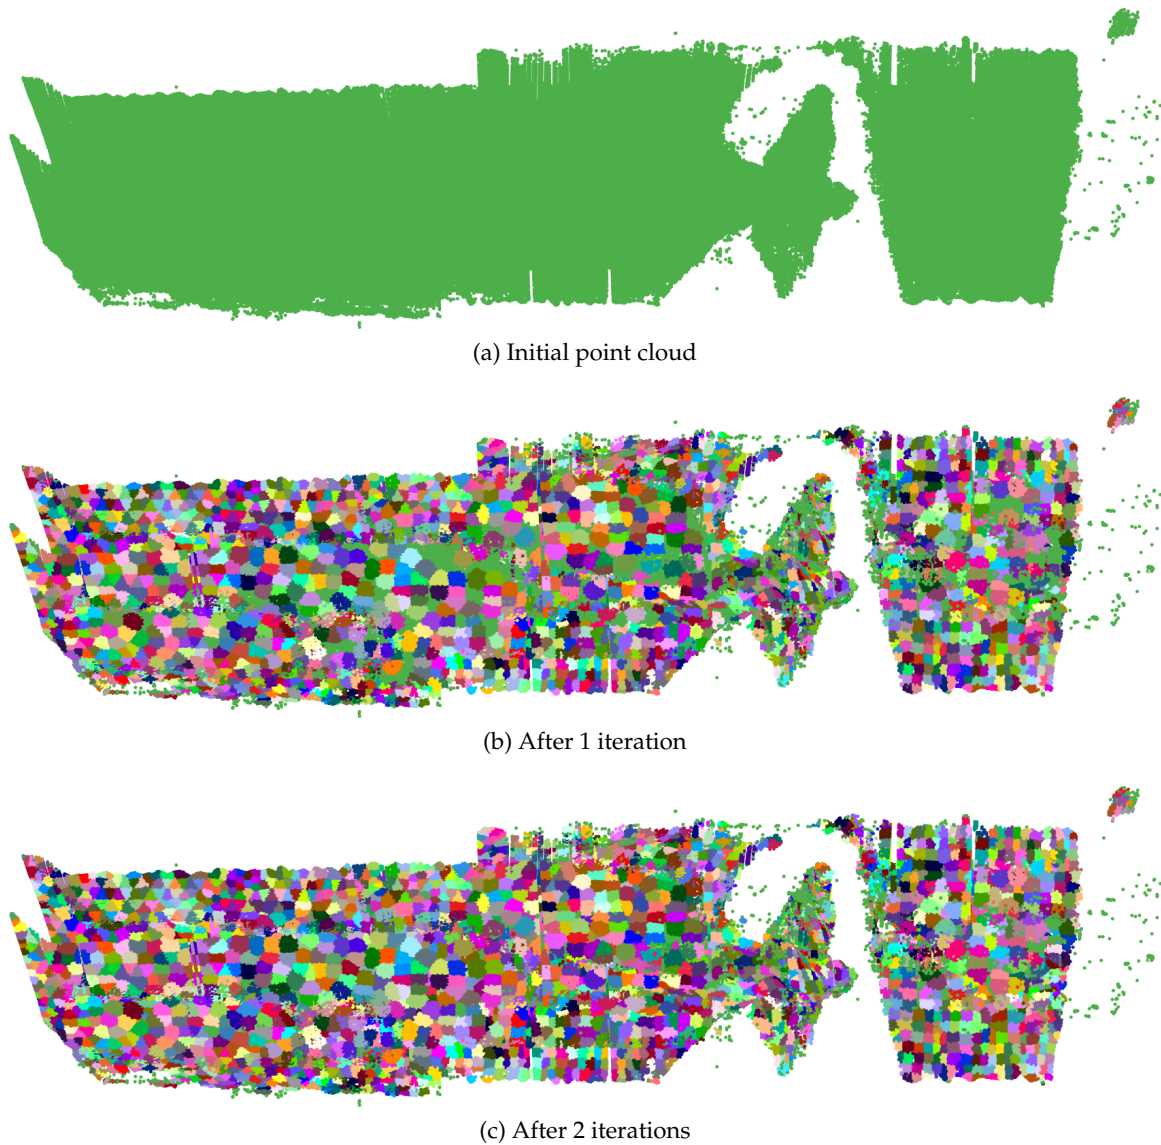 (a) Initial point cloud
(b) After 1 iteration
(c) After 2 iterations